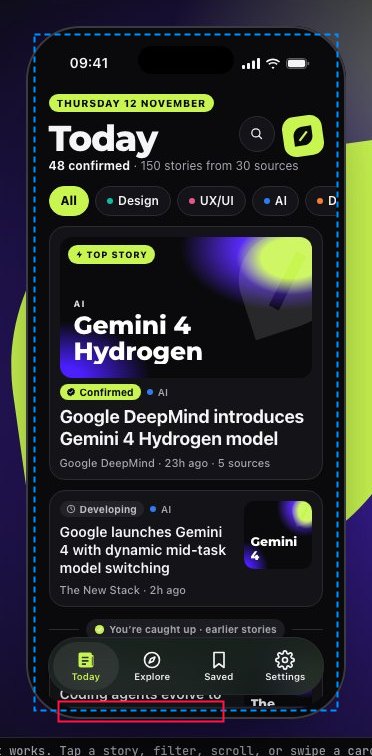 09:41
THURSDAY 12 NOVEMBER
Today
48 confirmed · 150 stories from 30 sources
All Design UX/UI AI D
TOP STORY
AI
Gemini 4
Hydrogen
Confirmed AI
Google DeepMind introduces
Gemini 4 Hydrogen model
Google DeepMind · 23h ago · 5 sources
Developing AI
Google launches Gemini
4 with dynamic mid-task
model switching
The New Stack · 2h ago
Gemini
4
You're caught up · earlier stories
Today Explore Saved Settings
Coding agents evolve to
The
t works. Tap a story, filter, scroll, or swipe a car